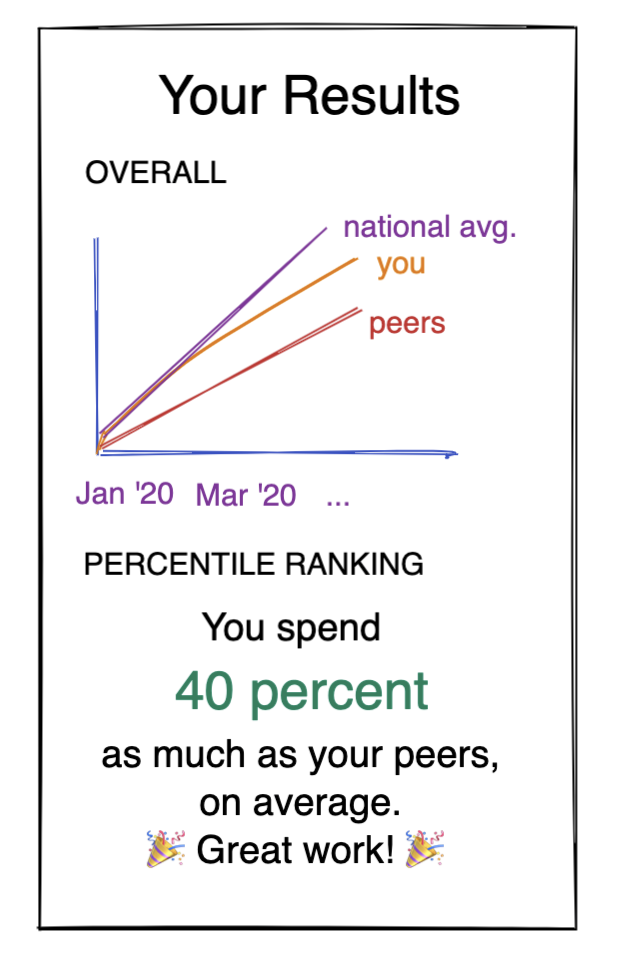 Your Results
OVERALL
national avg.
you
peers
Jan '20 Mar '20 ...
PERCENTILE RANKING
You spend
40 percent
as much as your peers,
on average.
🎉 Great work! 🎉